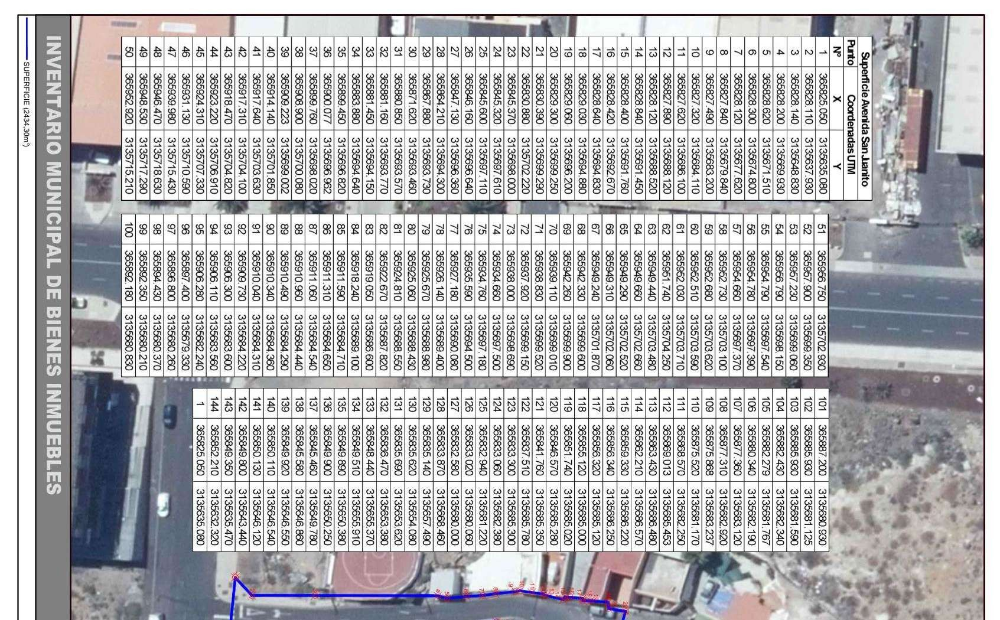 Superficie Avenida San Juanito
Punto Coordenadas UTM
Nº X Y
1 365825.050 3135635.080
2 365828.110 3135637.930
3 365828.140 3135648.830
4 365828.200 3135669.930
5 365828.620 3135671.510
6 365828.300 3135674.800
7 365828.120 3135677.620
8 365827.840 3135679.840
9 365827.490 3135683.200
10 365827.320 3135684.110
11 365827.620 3135686.100
12 365827.890 3135688.120
13 365828.120 3135688.520
14 365828.840 3135691.450
15 365828.400 3135691.760
16 365828.420 3135692.670
17 365828.640 3135694.830
18 365829.030 3135694.880
19 365829.060 3135696.200
20 365829.300 3135699.250
21 365830.390 3135699.290
22 365830.880 3135702.220
23 365845.370 3135698.000
24 365845.320 3135697.610
25 365845.600 3135697.110
26 365846.160 3135696.640
27 365847.130 3135696.360
28 365864.210 3135694.300
29 365867.880 3135693.730
30 365871.620 3135693.460
31 365880.850 3135693.570
32 365881.160 3135693.770
33 365881.450 3135694.150
34 365883.880 3135694.640
35 365899.450 3135696.820
36 365900.077 3135696.962
37 365899.760 3135698.020
38 365908.900 3135700.080
39 365909.223 3135699.002
40 365914.140 3135701.850
41 365917.640 3135703.630
42 365917.310 3135704.100
43 365918.470 3135704.820
44 365923.220 3135706.910
45 365924.310 3135707.330
46 365931.130 3135710.590
47 365939.980 3135715.430
48 365946.470 3135718.630
49 365948.530 3135717.290
50 365952.920 3135715.210
51 365956.750 3135702.930
52 365957.900 3135699.350
53 365957.230 3135699.060
54 365956.790 3135698.150
55 365954.790 3135697.540
56 365954.780 3135697.390
57 365954.660 3135697.370
58 365952.730 3135703.100
59 365952.680 3135703.620
60 365952.510 3135703.590
61 365952.030 3135703.710
62 365951.740 3135704.250
63 365949.440 3135703.480
64 365949.660 3135702.660
65 365949.290 3135702.520
66 365949.310 3135702.060
67 365949.240 3135701.870
68 365942.330 3135699.600
69 365942.260 3135699.900
70 365939.110 3135699.010
71 365938.830 3135699.520
72 365937.920 3135699.150
73 365938.000 3135698.690
74 365934.660 3135697.500
75 365934.760 3135697.180
76 365935.590 3135694.500
77 365927.180 3135690.080
78 365926.140 3135689.400
79 365925.670 3135688.980
80 365925.060 3135688.430
81 365924.810 3135688.550
82 365922.670 3135687.820
83 365919.050 3135686.600
84 365918.240 3135689.100
85 365911.590 3135684.710
86 365911.310 3135684.650
87 365911.060 3135684.540
88 365910.960 3135684.440
89 365910.490 3135684.290
90 365910.340 3135684.360
91 365910.040 3135684.310
92 365909.730 3135684.220
93 365906.300 3135683.600
94 365906.110 3135683.560
95 365906.280 3135682.240
96 365897.400 3135679.330
97 365896.800 3135680.260
98 365894.430 3135680.370
99 365892.350 3135680.210
100 365892.180 3135680.830
101 365887.200 3135680.930
102 365885.930 3135681.125
103 365885.930 3135681.590
104 365882.430 3135682.340
105 365882.279 3135681.767
106 365880.340 3135682.190
107 365877.360 3135683.120
108 365877.310 3135682.920
109 365875.868 3135683.237
110 365875.520 3135681.170
111 365868.570 3135682.250
112 365869.013 3135685.453
113 365863.430 3135686.480
114 365862.210 3135686.570
115 365859.330 3135686.220
116 365856.340 3135686.250
117 365856.320 3135685.120
118 365855.120 3135685.000
119 365851.740 3135685.020
120 365846.570 3135685.280
121 365841.760 3135685.350
122 365837.510 3135685.780
123 365833.300 3135685.300
124 365833.060 3135682.380
125 365832.940 3135681.220
126 365833.020 3135680.060
127 365832.580 3135680.000
128 365833.870 3135668.460
129 365835.140 3135657.490
130 365835.620 3135654.080
131 365835.690 3135653.620
132 365836.470 3135653.380
133 365848.440 3135655.370
134 365849.510 3135655.910
135 365849.890 3135650.380
136 365849.900 3135650.250
137 365845.460 3135649.780
138 365845.580 3135646.860
139 365849.920 3135646.550
140 365850.110 3135646.540
141 365850.130 3135646.120
142 365849.800 3135643.440
143 365849.350 3135635.470
144 365852.210 3135632.320
1 365825.050 3135635.080
INVENTARIO MUNICIPAL DE BIENES INMUEBLES
SUPERFICIE (2434,30m²)